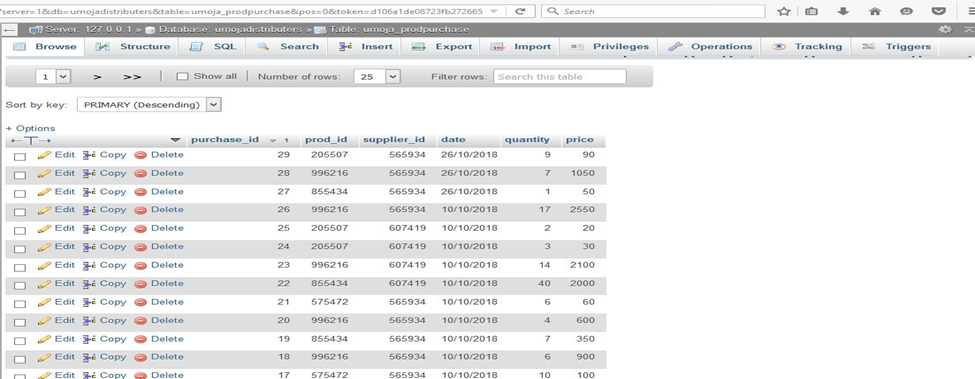 ?server=1&db=umojadistributers&table=umoja_prodpurchase&pos=0&token=d106a1de08723fb272665 Search
Server: 127.0.0.1 » Database: umojadistributers » Table: umoja_prodpurchase
Browse Structure SQL Search Insert Export Import Privileges Operations Tracking Triggers
1 > >> Show all Number of rows: 25 Filter rows: Search this table
Sort by key: PRIMARY (Descending)
+ Options
←T→ purchase_id 1 prod_id supplier_id date quantity price
Edit Copy Delete 29 205507 565934 26/10/2018 9 90
Edit Copy Delete 28 996216 565934 26/10/2018 7 1050
Edit Copy Delete 27 855434 565934 26/10/2018 1 50
Edit Copy Delete 26 996216 565934 10/10/2018 17 2550
Edit Copy Delete 25 205507 607419 10/10/2018 2 20
Edit Copy Delete 24 205507 607419 10/10/2018 3 30
Edit Copy Delete 23 996216 607419 10/10/2018 14 2100
Edit Copy Delete 22 855434 607419 10/10/2018 40 2000
Edit Copy Delete 21 575472 565934 10/10/2018 6 60
Edit Copy Delete 20 996216 565934 10/10/2018 4 600
Edit Copy Delete 19 855434 565934 10/10/2018 7 350
Edit Copy Delete 18 996216 565934 10/10/2018 6 900
Edit Copy Delete 17 575472 565934 10/10/2018 10 100